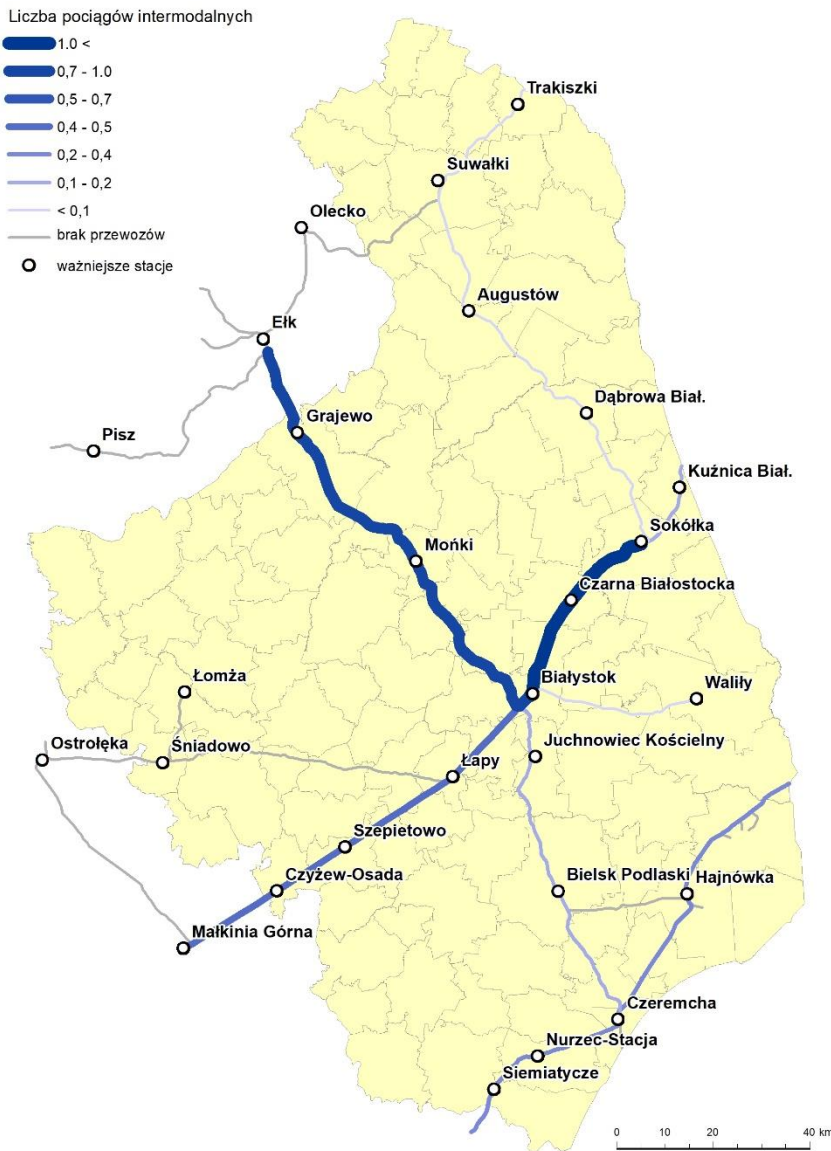 Liczba pociągów intermodalnych
1.0 <
0,7 - 1.0
0,5 - 0,7
0,4 - 0,5
0,2 - 0,4
0,1 - 0,2
< 0,1
brak przewozów
ważniejsze stacje
Trakiszki
Suwałki
Olecko
Augustów
Ełk
Dąbrowa Biał.
Grajewo
Pisz
Kuźnica Biał.
Sokółka
Mońki
Czarna Białostocka
Łomża
Białystok
Waliły
Ostrołęka
Śniadowo
Juchnowiec Kościelny
Łapy
Szepietowo
Czyżew-Osada
Bielsk Podlaski
Hajnówka
Małkinia Górna
Czeremcha
Nurzec-Stacja
Siemiatycze
0 10 20 40 km